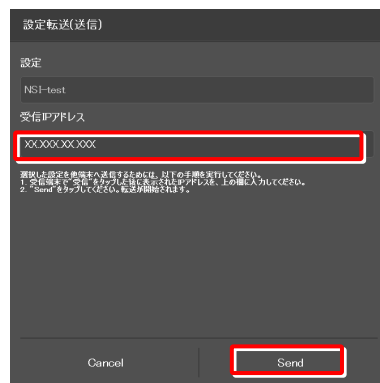 設定転送(送信)
設定
NSI-test
受信IPアドレス
XX.XXX.XX.XXX
選択した設定を他端末へ送信するためには、以下の手順を実行してください。
1. 受信端末で"受信"をタップした後に表示されたIPアドレスを、上の欄に入力してください。
2. "Send"をタップしてください。転送が開始されます。
Cancel
Send